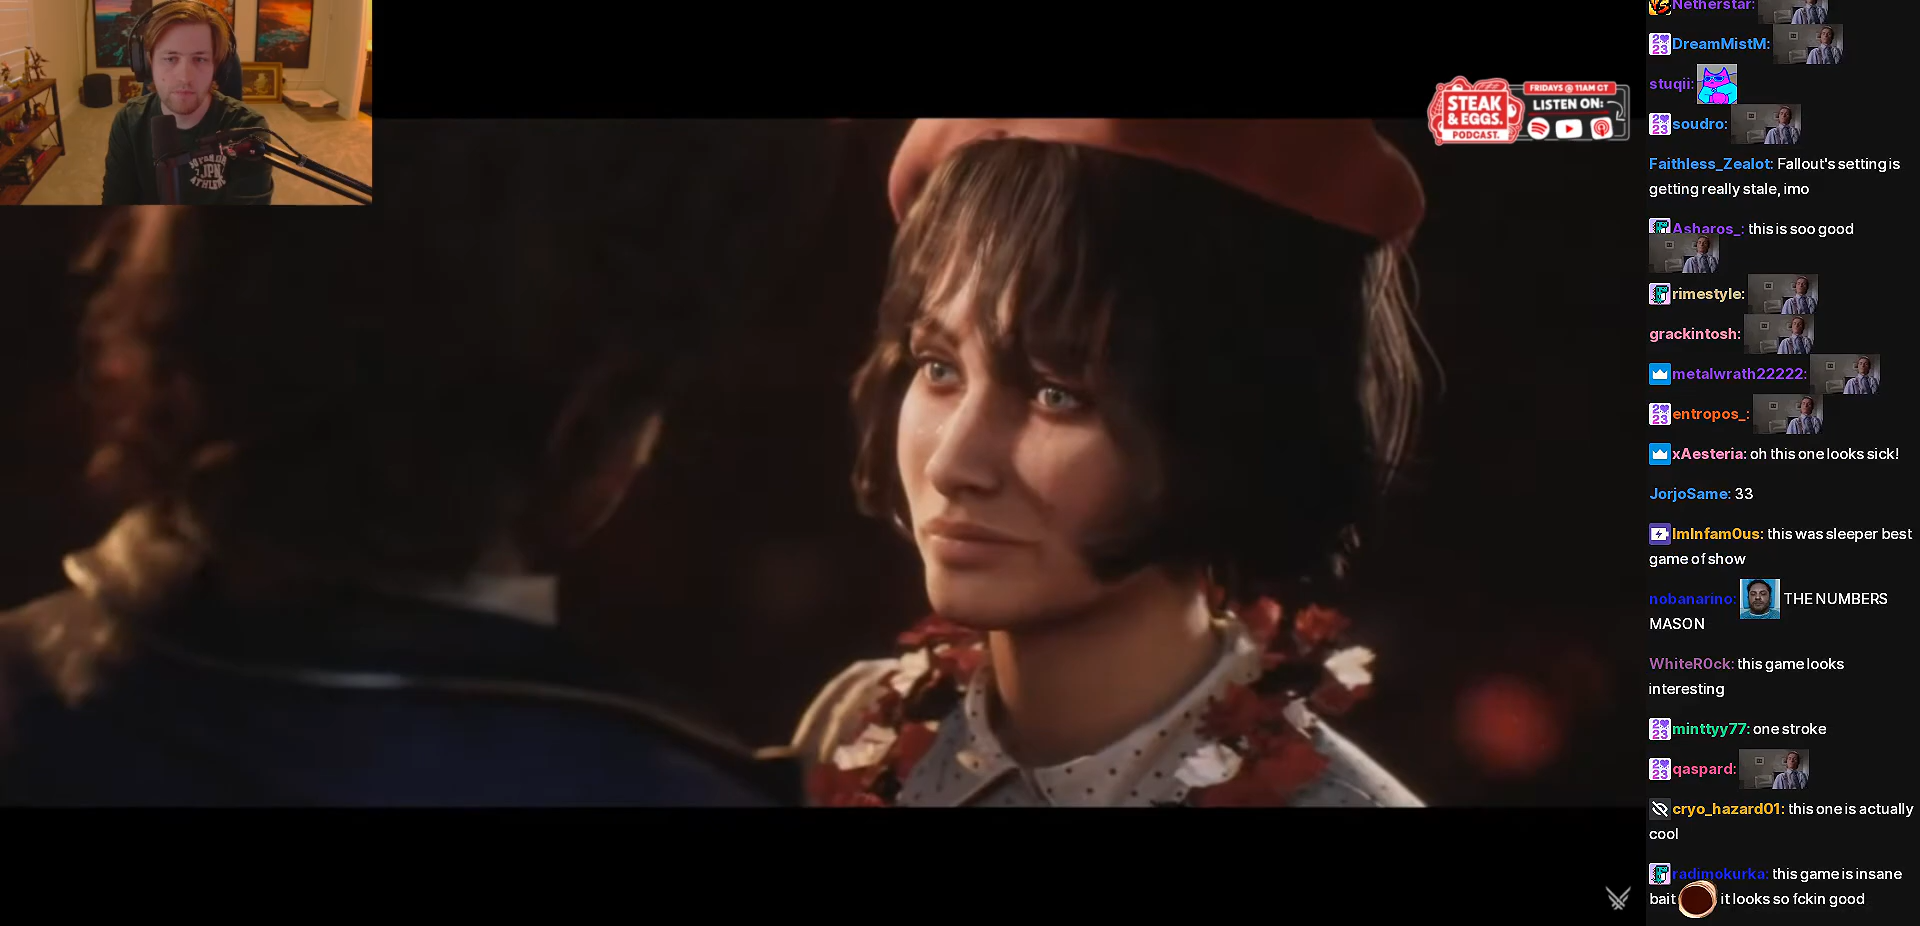 STEAK
& EGGS.
PODCAST.
FRIDAYS @ 11AM CT
LISTEN ON:
JPN
Netherstar:
DreamMistM:
stuqii:
soudro:
Faithless_Zealot: Fallout's setting is
getting really stale, imo
Asharos_: this is soo good
rimestyle:
grackintosh:
metalwrath22222:
entropos_:
xAesteria: oh this one looks sick!
JorjoSame: 33
ImInfam0us: this was sleeper best
game of show
nobanarino: THE NUMBERS
MASON
WhiteR0ck: this game looks
interesting
minttyy77: one stroke
qaspard:
cryo_hazard01: this one is actually
cool
radimokurka: this game is insane
bait it looks so fckin good